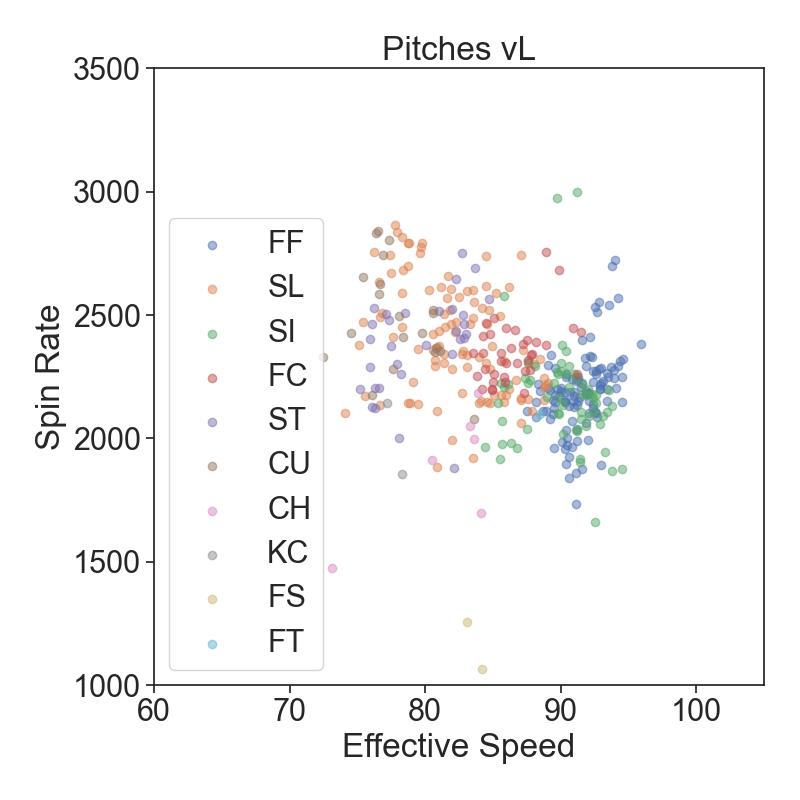 Pitches vL
3500
3000
2500
2000
1500
1000
Spin Rate
FF
SL
SI
FC
ST
CU
CH
KC
FS
FT
60 70 80 90 100
Effective Speed